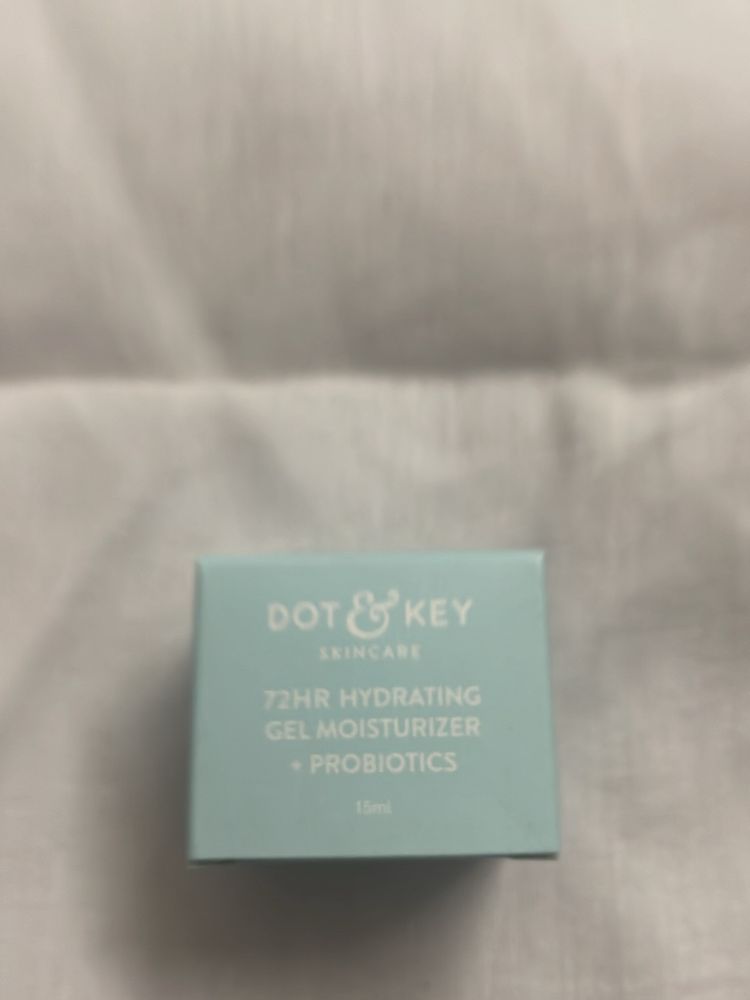 DOT & KEY
SKINCARE
72HR HYDRATING
GEL MOISTURIZER
+ PROBIOTICS
15ml